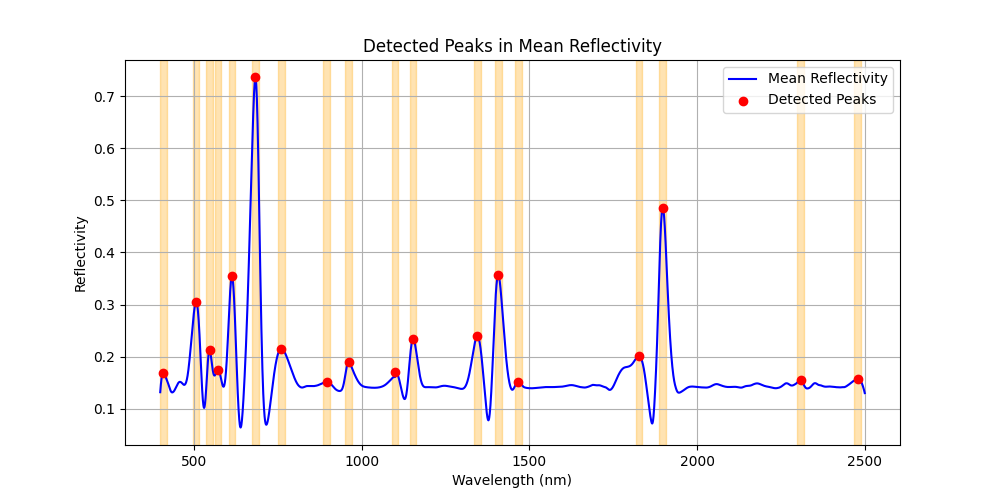 Detected Peaks in Mean Reflectivity
Mean Reflectivity
Detected Peaks
Reflectivity
0.7
0.6
0.5
0.4
0.3
0.2
0.1
500
1000
1500
2000
2500
Wavelength (nm)